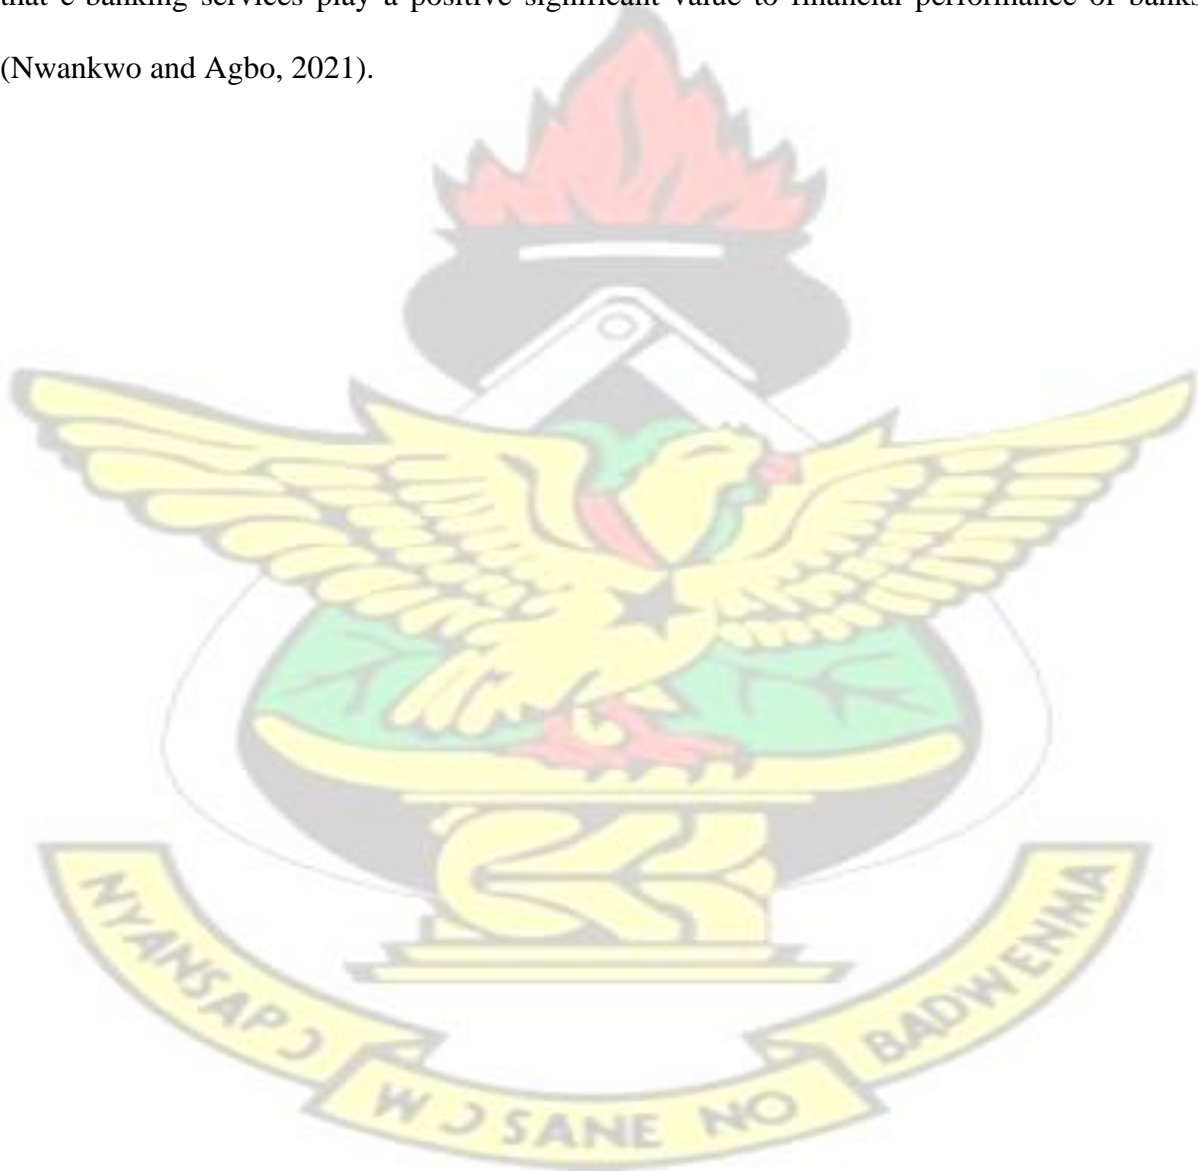 that e-banking services play a positive significant value to financial performance of banks
(Nwankwo and Agbo, 2021).
NYANSAPƆ
WƆSANE NO
BADWENMA